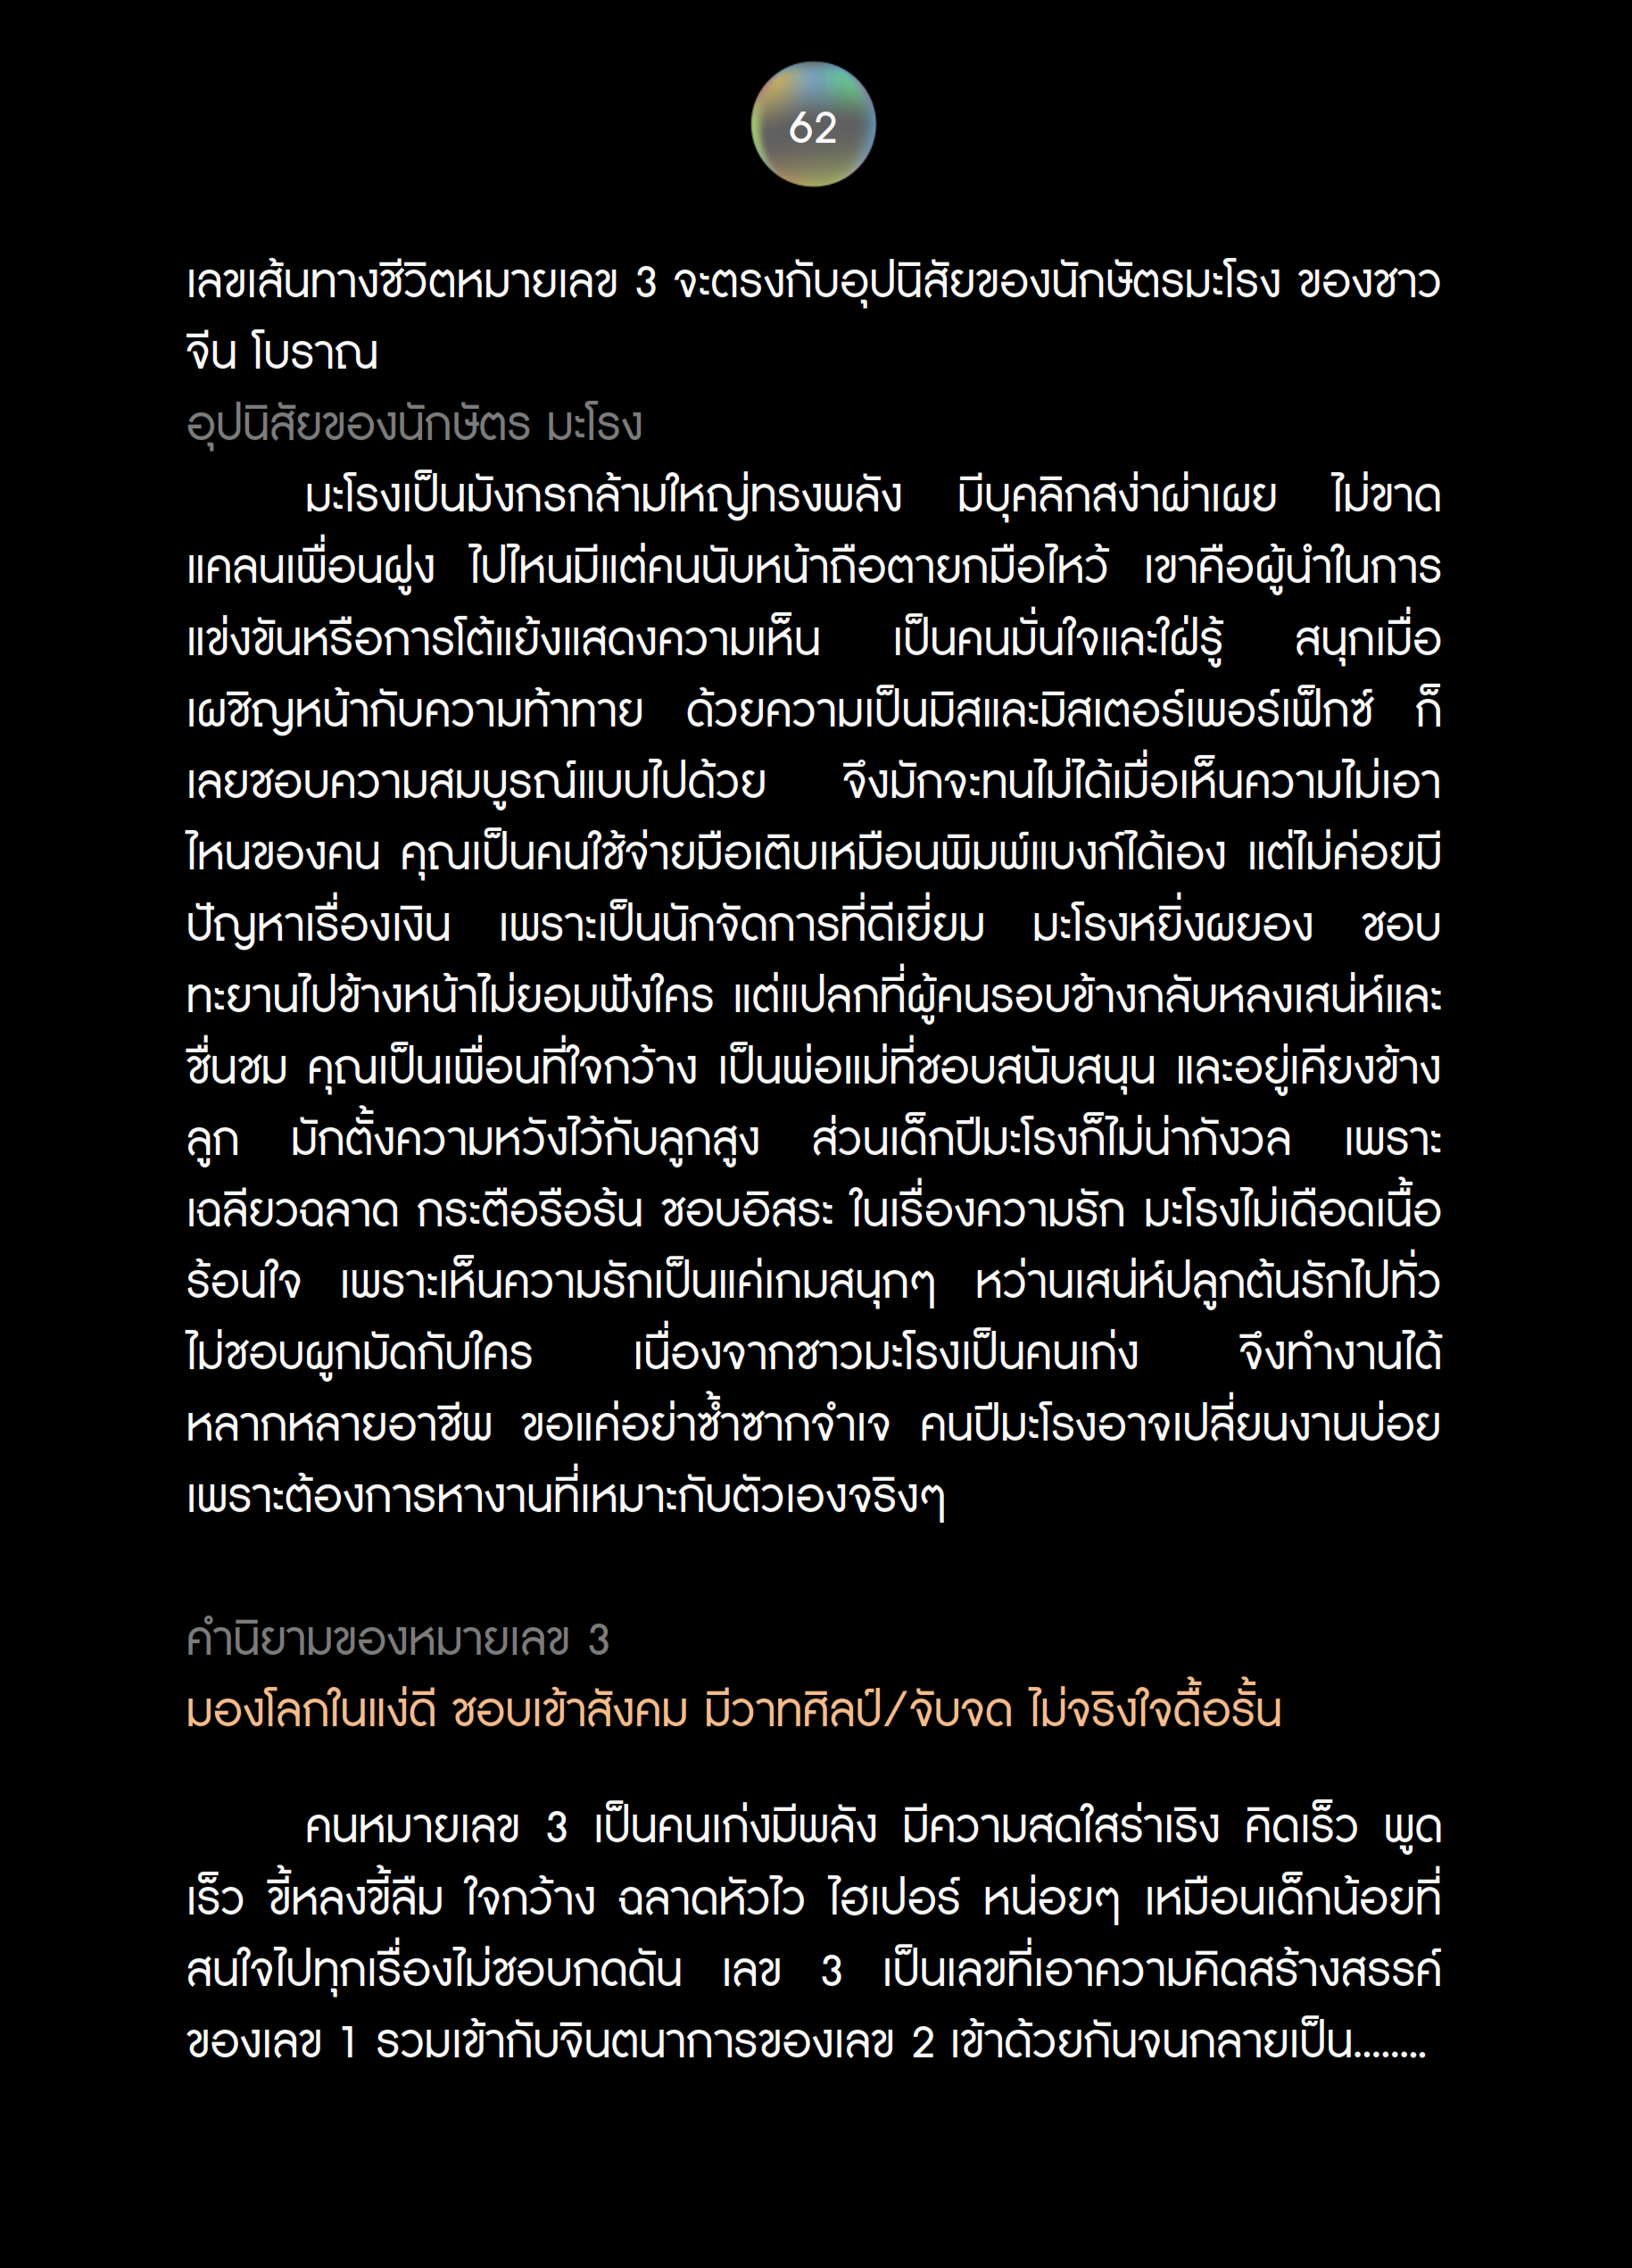 62
เลขเส้นทางชีวิตหมายเลข 3 จะตรงกับอุปนิสัยของนักษัตรมะโรง ของชาว
จีน โบราณ
อุปนิสัยของนักษัตร มะโรง
มะโรงเป็นมังกรกล้ามใหญ่ทรงพลัง มีบุคลิกสง่าผ่าเผย ไม่ขาด
แคลนเพื่อนฝูง ไปไหนมีแต่คนนับหน้าถือตายกมือไหว้ เขาคือผู้นำในการ
แข่งขันหรือการโต้แย้งแสดงความเห็น เป็นคนมั่นใจและใฝ่รู้ สนุกเมื่อ
เผชิญหน้ากับความท้าทาย ด้วยความเป็นมิสและมิสเตอร์เพอร์เฟ็กซ์ ก็
เลยชอบความสมบูรณ์แบบไปด้วย จึงมักจะทนไม่ได้เมื่อเห็นความไม่เอา
ไหนของคน คุณเป็นคนใช้จ่ายมือเติบเหมือนพิมพ์แบงก์ได้เอง แต่ไม่ค่อยมี
ปัญหาเรื่องเงิน เพราะเป็นนักจัดการที่ดีเยี่ยม มะโรงหยิ่งผยอง ชอบ
ทะยานไปข้างหน้าไม่ยอมฟังใคร แต่แปลกที่ผู้คนรอบข้างกลับหลงเสน่ห์และ
ชื่นชม คุณเป็นเพื่อนที่ใจกว้าง เป็นพ่อแม่ที่ชอบสนับสนุน และอยู่เคียงข้าง
ลูก มักตั้งความหวังไว้กับลูกสูง ส่วนเด็กปีมะโรงก็ไม่น่ากังวล เพราะ
เฉลียวฉลาด กระตือรือร้น ชอบอิสระ ในเรื่องความรัก มะโรงไม่เดือดเนื้อ
ร้อนใจ เพราะเห็นความรักเป็นแค่เกมสนุกๆ หว่านเสน่ห์ปลูกต้นรักไปทั่ว
ไม่ชอบผูกมัดกับใคร เนื่องจากชาวมะโรงเป็นคนเก่ง จึงทำงานได้
หลากหลายอาชีพ ขอแค่อย่าซ้ำซากจำเจ คนปีมะโรงอาจเปลี่ยนงานบ่อย
เพราะต้องการหางานที่เหมาะกับตัวเองจริงๆ
คำนิยามของหมายเลข 3
มองโลกในแง่ดี ชอบเข้าสังคม มีวาทศิลป์/จับจด ไม่จริงใจดื้อรั้น
คนหมายเลข 3 เป็นคนเก่งมีพลัง มีความสดใสร่าเริง คิดเร็ว พูด
เร็ว ขี้หลงขี้ลืม ใจกว้าง ฉลาดหัวไว ไฮเปอร์ หน่อยๆ เหมือนเด็กน้อยที่
สนใจไปทุกเรื่องไม่ชอบกดดัน เลข 3 เป็นเลขที่เอาความคิดสร้างสรรค์
ของเลข 1 รวมเข้ากับจินตนาการของเลข 2 เข้าด้วยกันจนกลายเป็น........